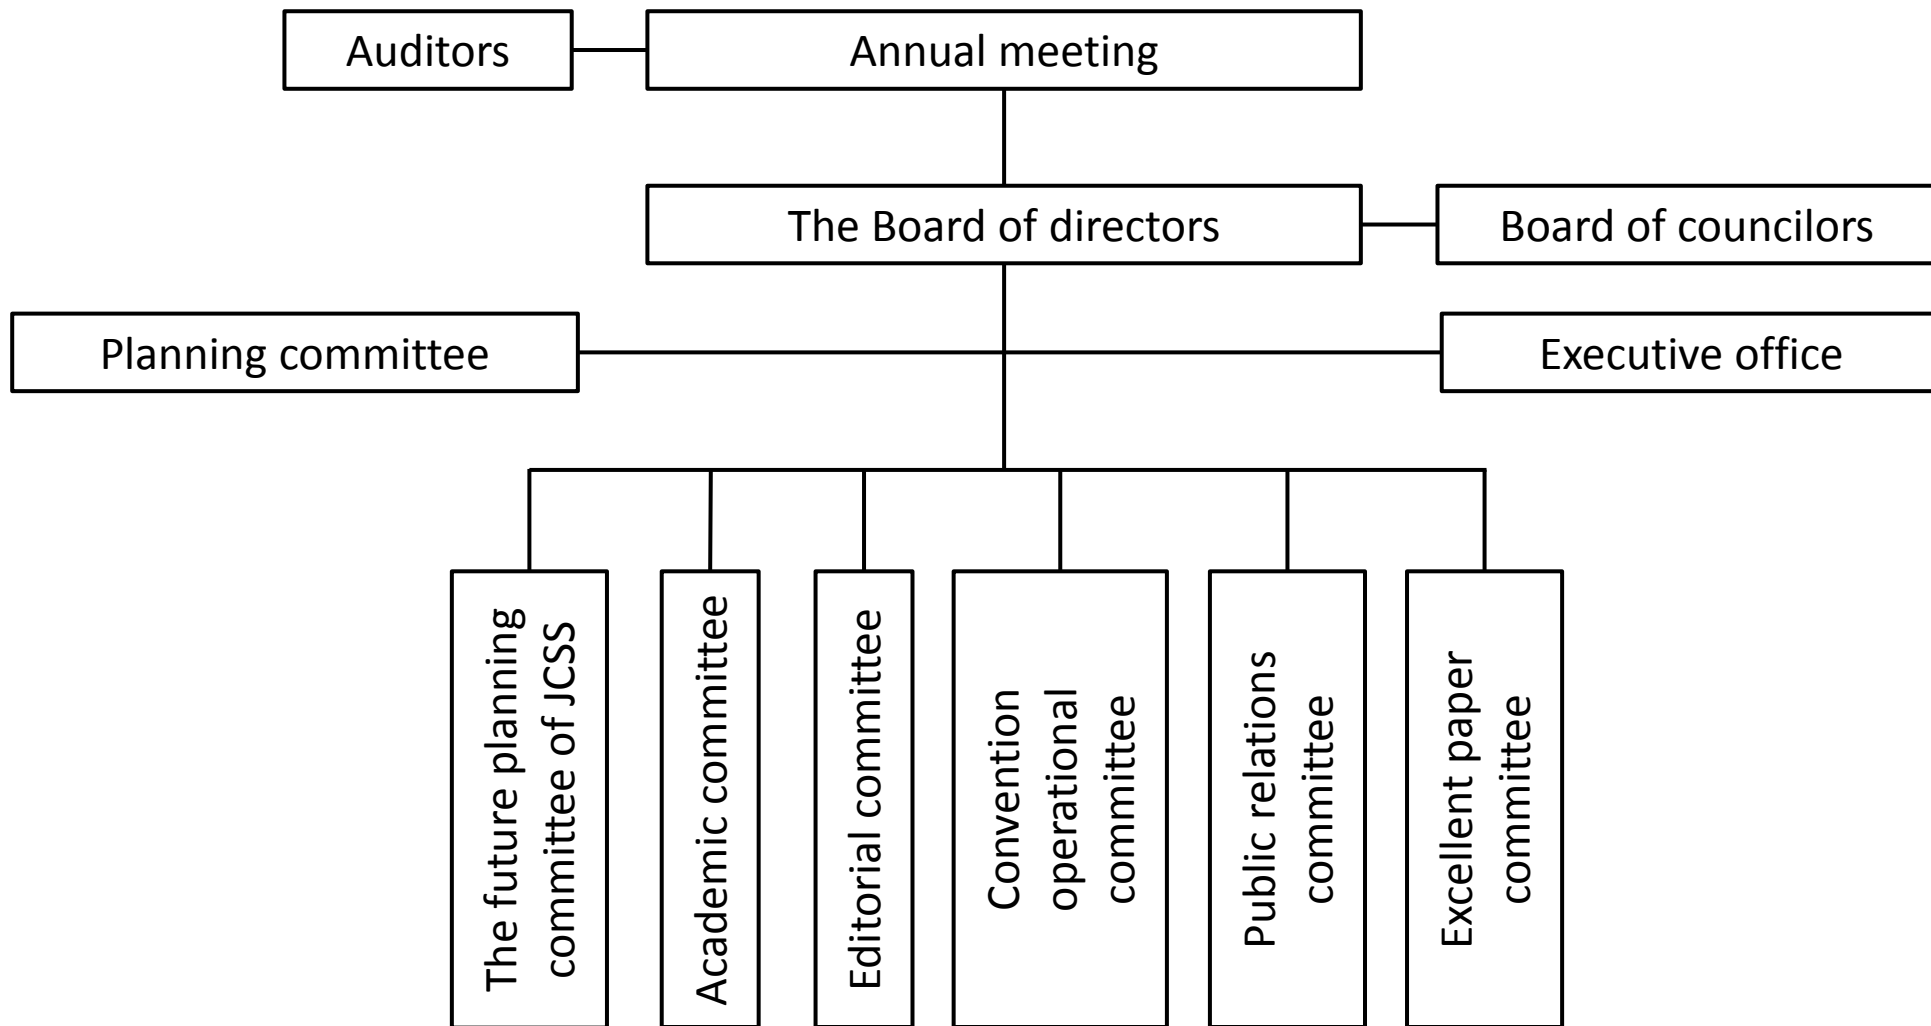 Auditors
Annual meeting
The Board of directors
Board of councilors
Planning committee
Executive office
The future planning
committee of JCSS
Academic committee
Editorial committee
Convention
operational
committee
Public relations
committee
Excellent paper
committee